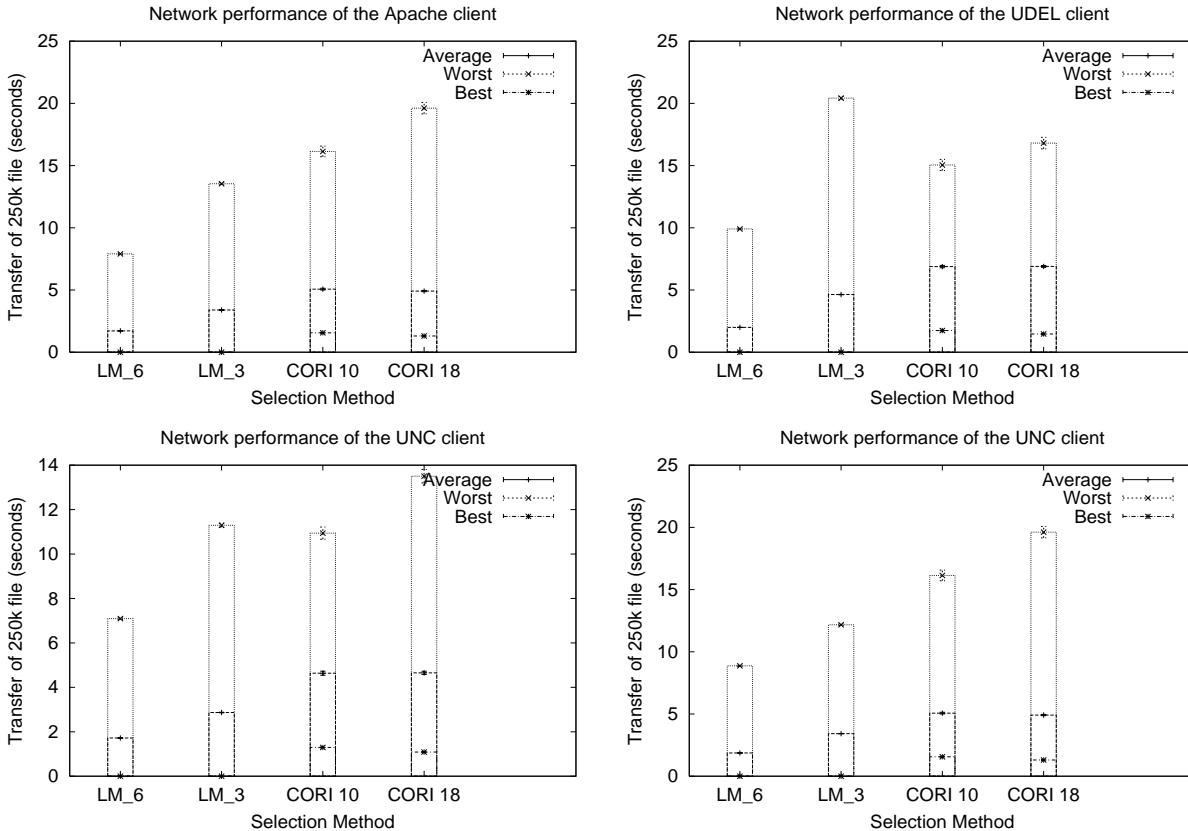 Network performance of the Apache client
Transfer of 250k file (seconds)
25
20
15
10
5
0
Average
Worst
Best
LM_6 LM_3 CORI 10 CORI 18
Selection Method
Network performance of the UDEL client
Transfer of 250k file (seconds)
25
20
15
10
5
0
Average
Worst
Best
LM_6 LM_3 CORI 10 CORI 18
Selection Method
Network performance of the UNC client
Transfer of 250k file (seconds)
14
12
10
8
6
4
2
0
Average
Worst
Best
LM_6 LM_3 CORI 10 CORI 18
Selection Method
Network performance of the UNC client
Transfer of 250k file (seconds)
25
20
15
10
5
0
Average
Worst
Best
LM_6 LM_3 CORI 10 CORI 18
Selection Method